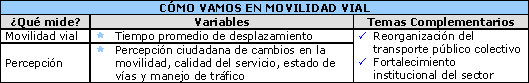 CÓMO VAMOS EN MOVILIDAD VIAL
¿Qué mide?
Variables
Temas Complementarios
Movilidad vial
Tiempo promedio de desplazamiento
Percepción
Percepción ciudadana de cambios en la
movilidad, calidad del servicio, estado de
vías y manejo de tráfico
Reorganización del
transporte público colectivo
Fortalecimiento
institucional del sector